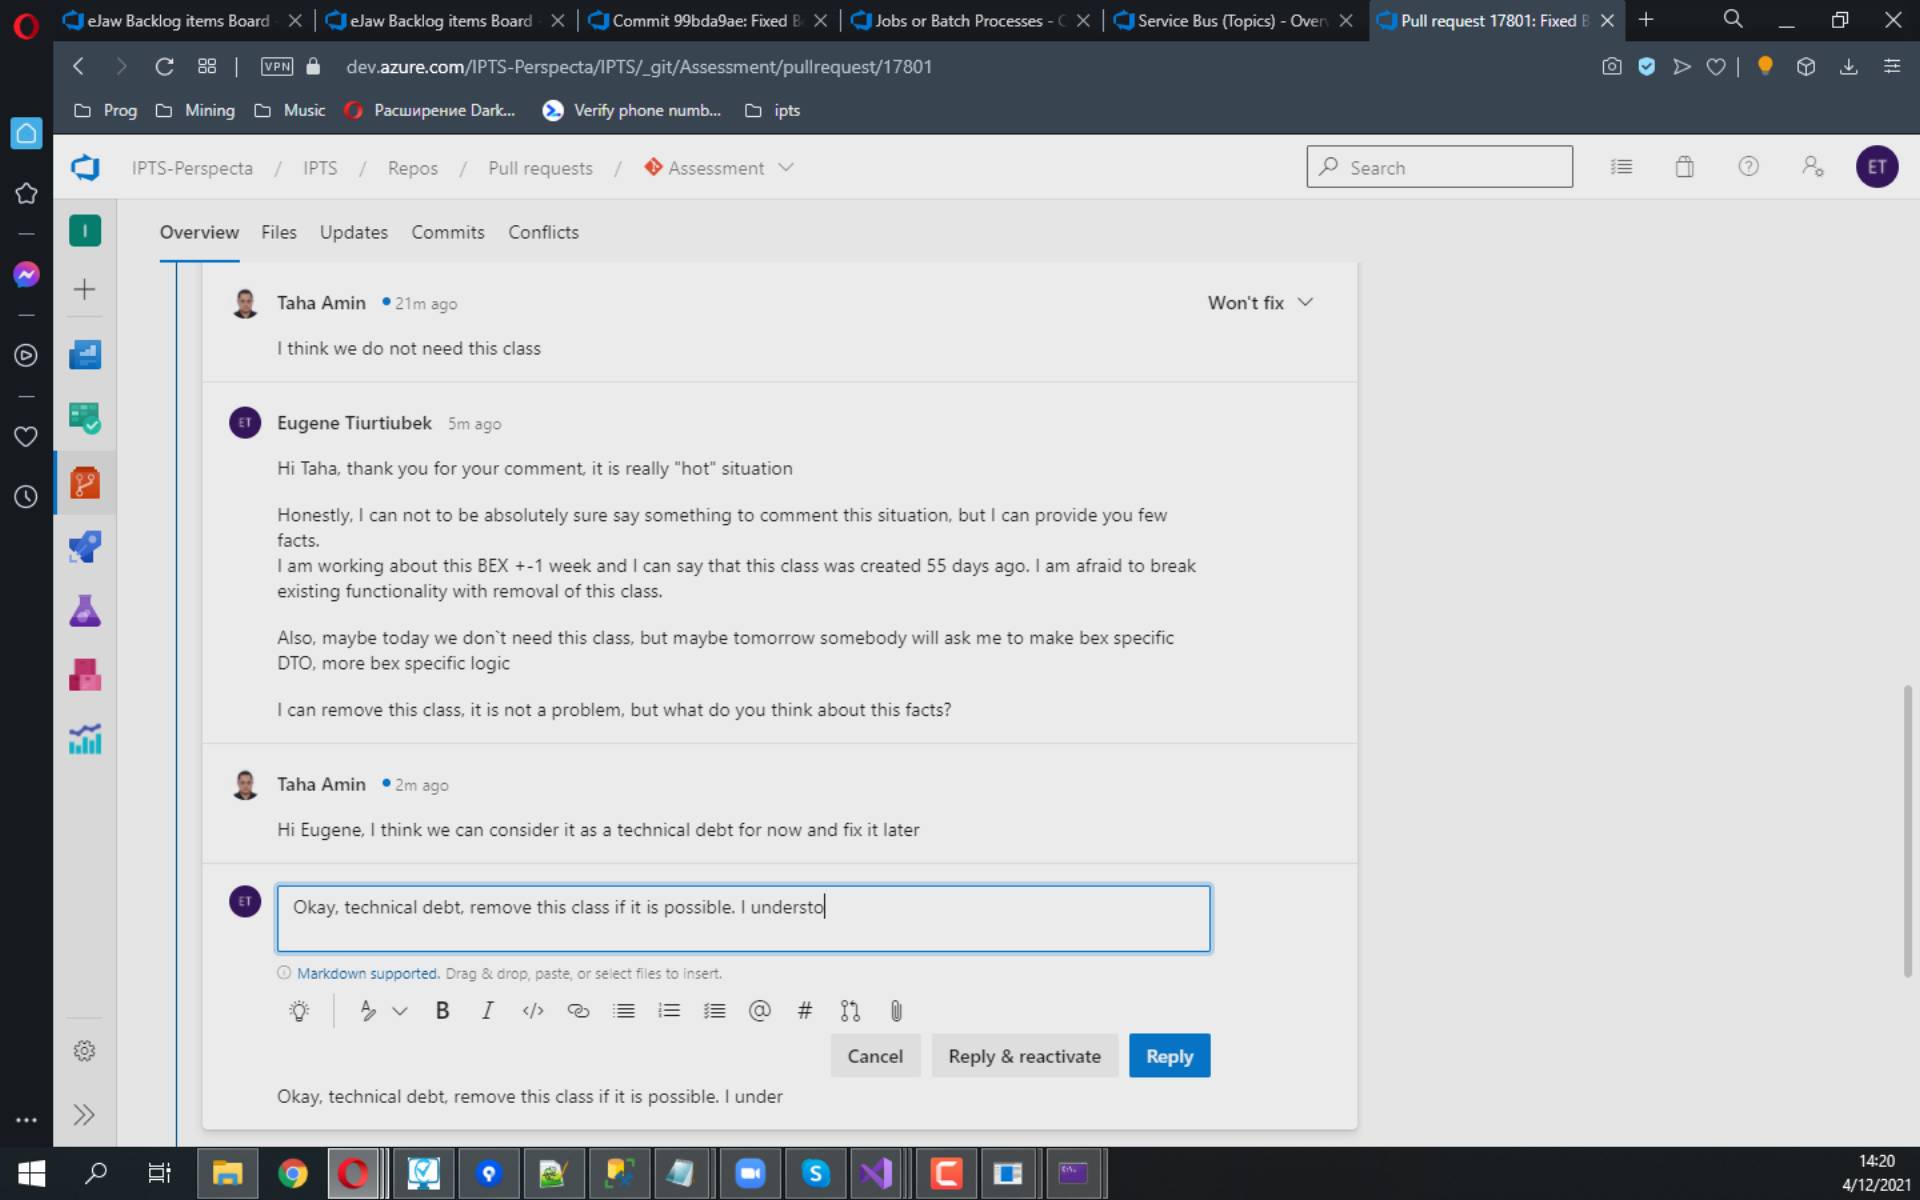 eJaw Backlog items Board
eJaw Backlog items Board
Commit 99bda9ae: Fixed B
Jobs or Batch Processes -
Service Bus (Topics) - Over
Pull request 17801: Fixed B
VPN
dev.azure.com/IPTS-Perspecta/IPTS/_git/Assessment/pullrequest/17801
Prog
Mining
Music
Расширение Dark...
Verify phone numb...
ipts
IPTS-Perspecta / IPTS / Repos / Pull requests / Assessment
Search
ET
I
Overview
Files
Updates
Commits
Conflicts
Taha Amin
21m ago
Won't fix
I think we do not need this class
ET
Eugene Tiurtiubek
5m ago
Hi Taha, thank you for your comment, it is really "hot" situation
Honestly, I can not to be absolutely sure say something to comment this situation, but I can provide you few
facts.
I am working about this BEX +-1 week and I can say that this class was created 55 days ago. I am afraid to break
existing functionality with removal of this class.
Also, maybe today we don`t need this class, but maybe tomorrow somebody will ask me to make bex specific
DTO, more bex specific logic
I can remove this class, it is not a problem, but what do you think about this facts?
Taha Amin
2m ago
Hi Eugene, I think we can consider it as a technical debt for now and fix it later
ET
Okay, technical debt, remove this class if it is possible. I understo
Markdown supported. Drag & drop, paste, or select files to insert.
Cancel
Reply & reactivate
Reply
Okay, technical debt, remove this class if it is possible. I under
14:20
4/12/2021